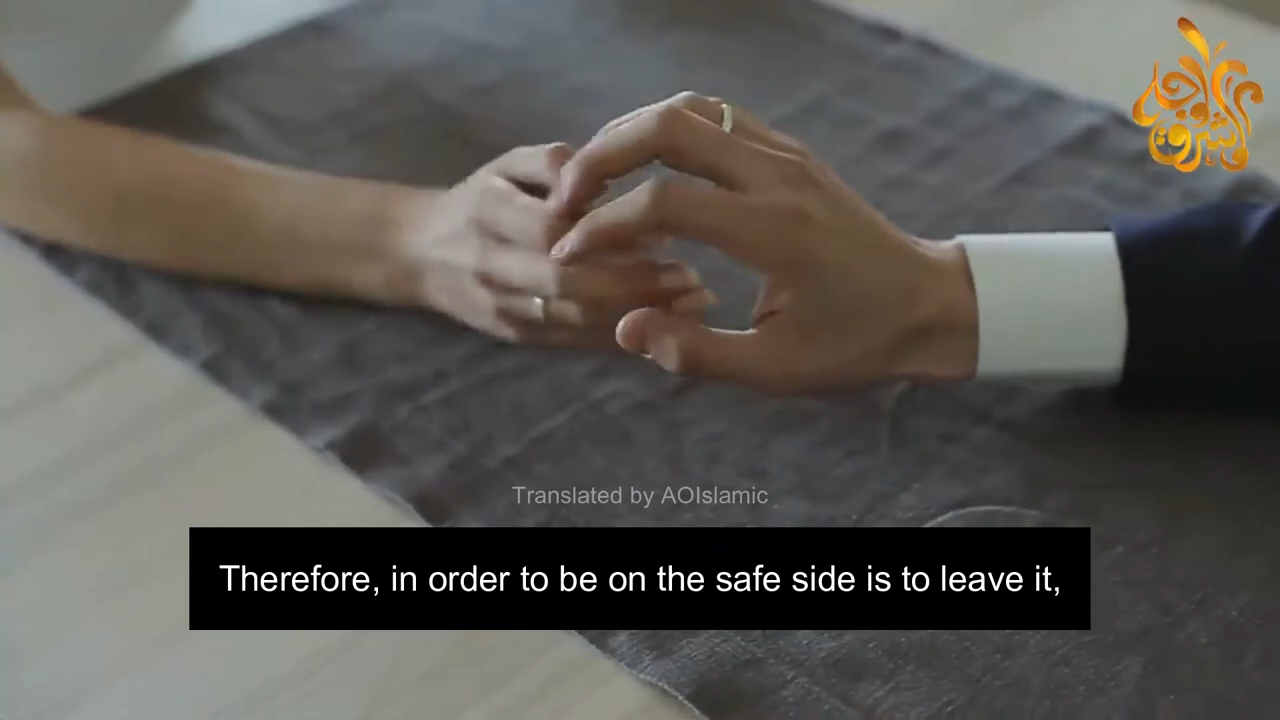 Translated by AOIslamic
Therefore, in order to be on the safe side is to leave it,